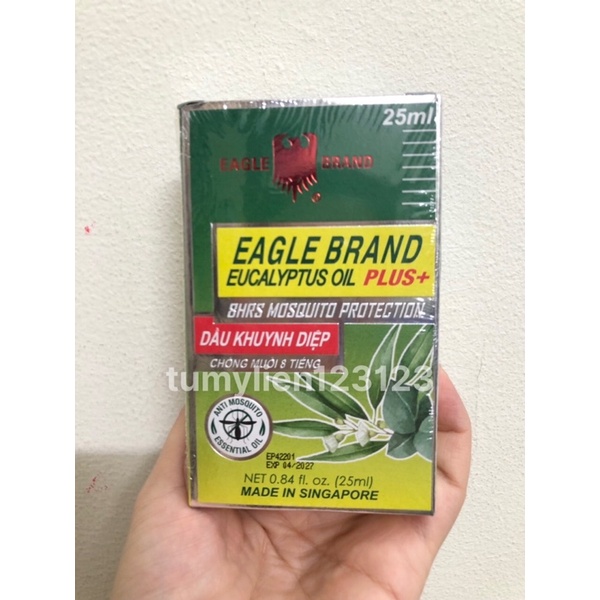 25ml
EAGLE BRAND
EAGLE BRAND
EUCALYPTUS OIL PLUS+
8HRS MOSQUITO PROTECTION
DẦU KHUYNH DIỆP
CHỐNG MUỖI 8 TIẾNG
tumylien123123
ANTI MOSQUITO
ESSENTIAL OIL
EP42201
EXP 04/2027
NET 0.84 fl. oz. (25ml)
MADE IN SINGAPORE